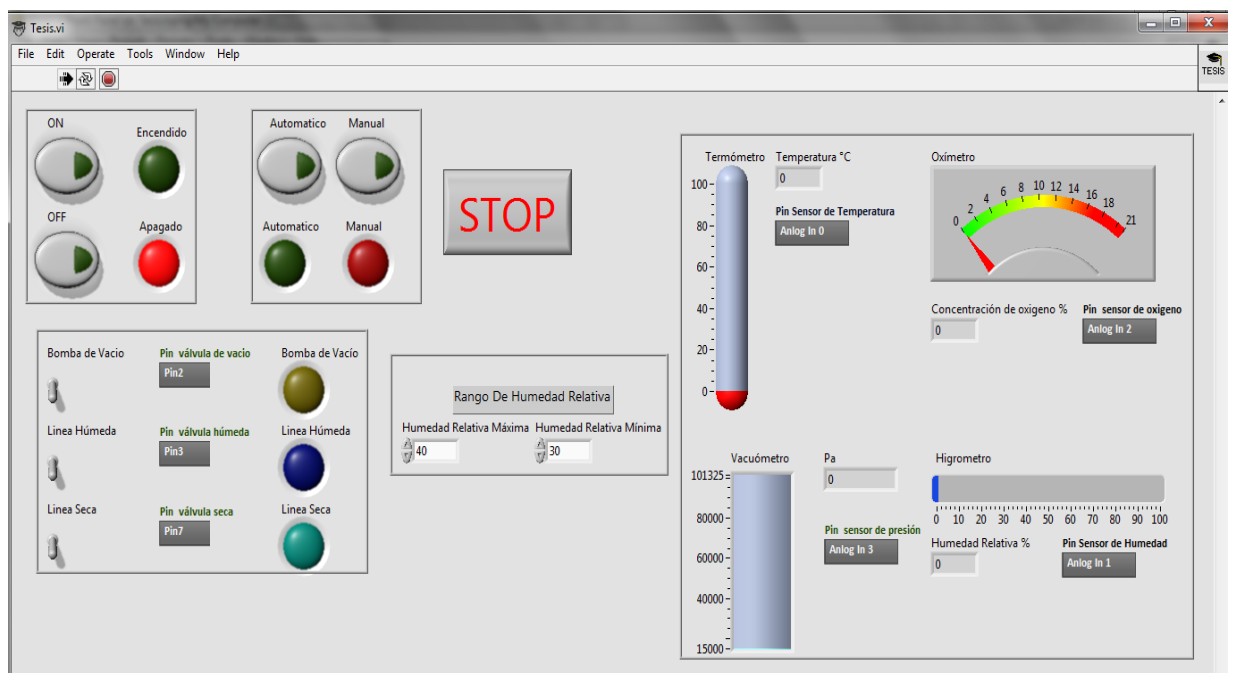 Tesis.vi
File Edit Operate Tools Window Help
TESIS
ON
Encendido
OFF
Apagado
Automatico Manual
Automatico Manual
STOP
Bomba de Vacio
Pin válvula de vacio
Pin2
Bomba de Vacío
Linea Húmeda
Pin válvula húmeda
Pin3
Linea Húmeda
Linea Seca
Pin válvula seca
Pin7
Linea Seca
Rango De Humedad Relativa
Humedad Relativa Máxima Humedad Relativa Mínima
40 30
Termómetro
100
80
60
40
20
0
Temperatura °C
0
Pin Sensor de Temperatura
Anlog In 0
Oxímetro
0 2 4 6 8 10 12 14 16 18 21
Concentración de oxigeno %
0
Pin sensor de oxigeno
Anlog In 2
Vacuómetro
101325
80000
60000
40000
15000
Pa
0
Pin sensor de presión
Anlog In 3
Higrometro
0 10 20 30 40 50 60 70 80 90 100
Humedad Relativa %
0
Pin Sensor de Humedad
Anlog In 1